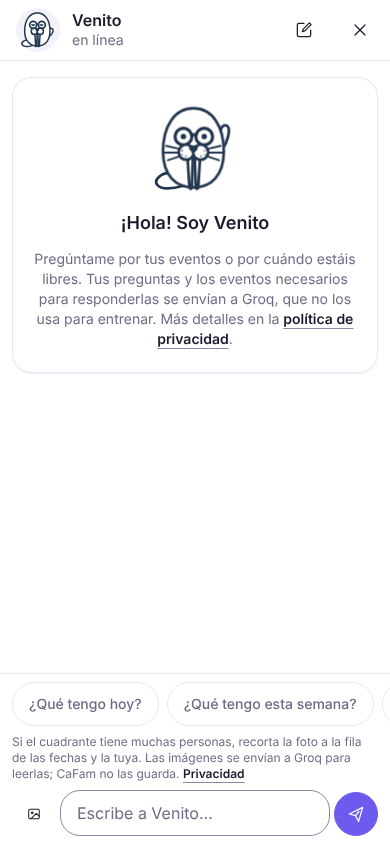 Venito
en línea
¡Hola! Soy Venito
Pregúntame por tus eventos o por cuándo estáis
libres. Tus preguntas y los eventos necesarios
para responderlas se envían a Groq, que no los
usa para entrenar. Más detalles en la política de
privacidad.
¿Qué tengo hoy?
¿Qué tengo esta semana?
Si el cuadrante tiene muchas personas, recorta la foto a la fila
de las fechas y la tuya. Las imágenes se envían a Groq para
leerlas; CaFam no las guarda. Privacidad
Escribe a Venito...